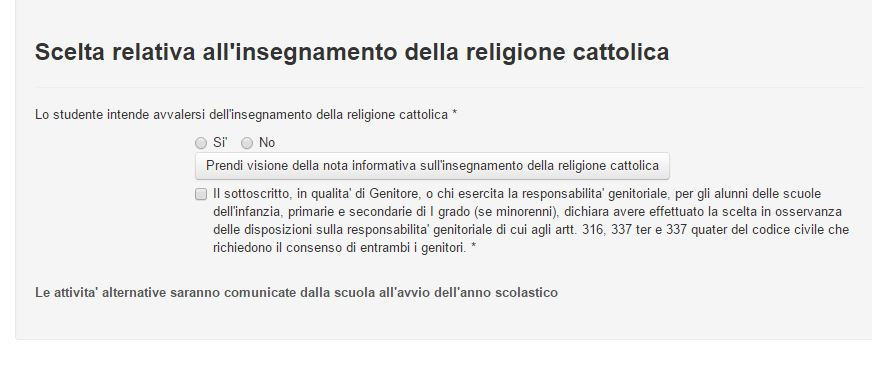 Scelta relativa all'insegnamento della religione cattolica
Lo studente intende avvalersi dell'insegnamento della religione cattolica *
Si' No
Prendi visione della nota informativa sull'insegnamento della religione cattolica
Il sottoscritto, in qualita' di Genitore, o chi esercita la responsabilita' genitoriale, per gli alunni delle scuole
dell'infanzia, primarie e secondarie di I grado (se minorenni), dichiara avere effettuato la scelta in osservanza
delle disposizioni sulla responsabilita' genitoriale di cui agli artt. 316, 337 ter e 337 quater del codice civile che
richiedono il consenso di entrambi i genitori. *
Le attivita' alternative saranno comunicate dalla scuola all'avvio dell'anno scolastico